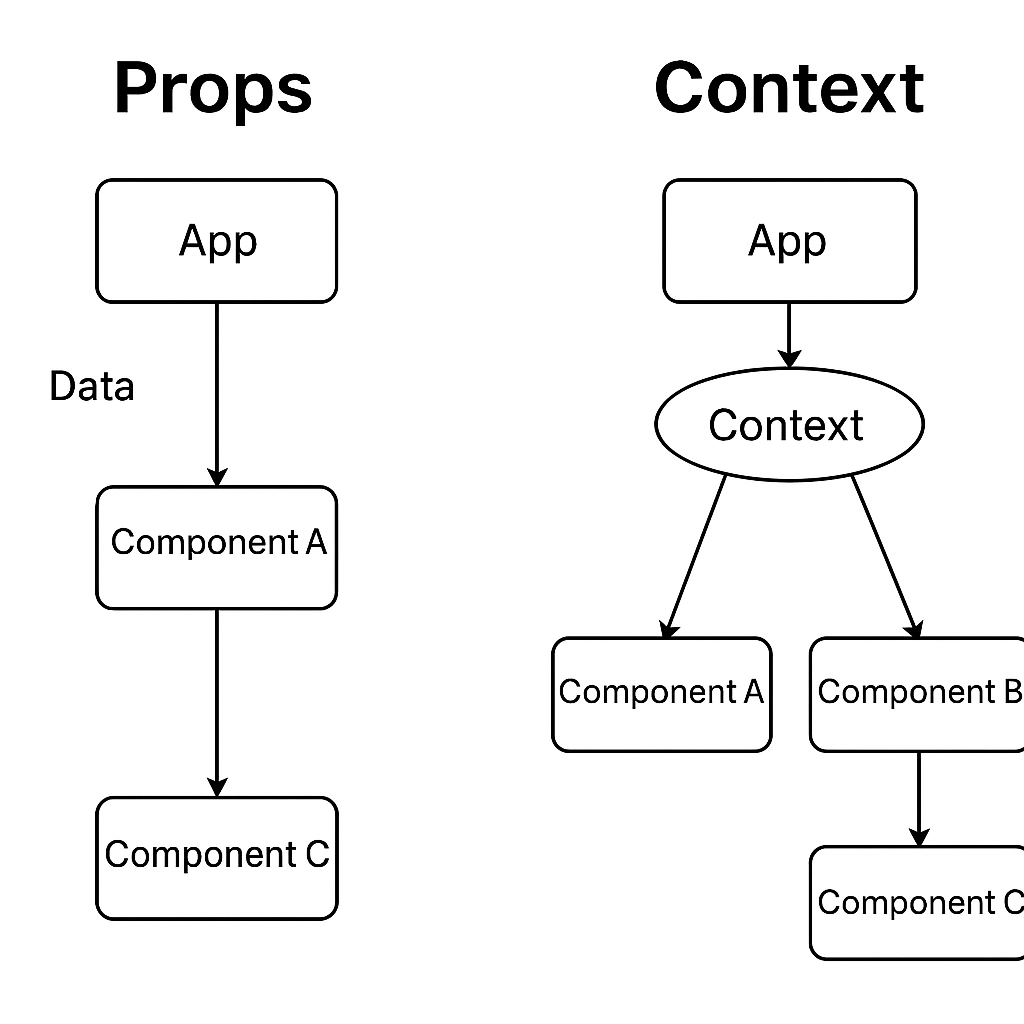 Props
App
Data
Component A
Component C
Context
App
Context
Component A
Component B
Component C